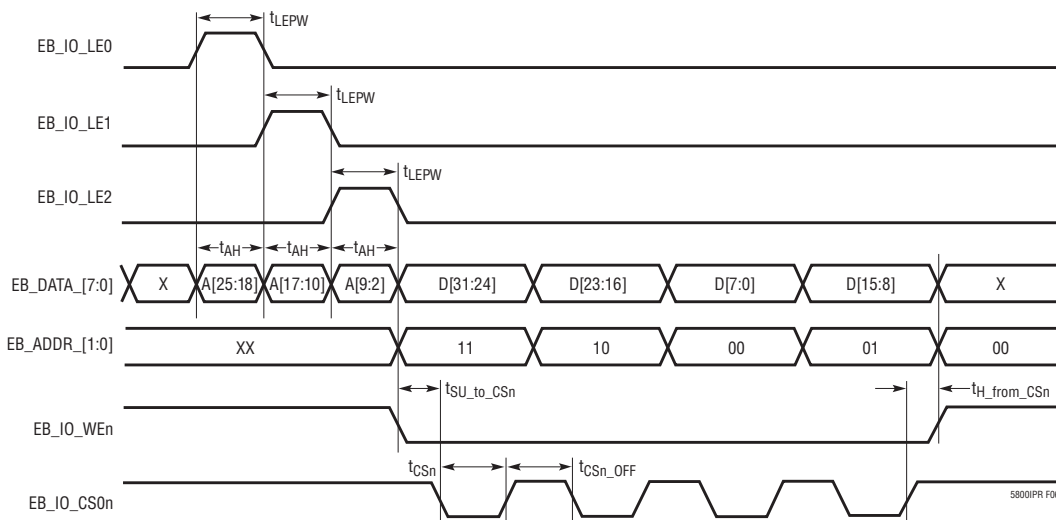 tLEPW
EB_IO_LE0
tLEPW
EB_IO_LE1
tLEPW
EB_IO_LE2
tAH tAH tAH
EB_DATA_[7:0] X A[25:18] A[17:10] A[9:2] D[31:24] D[23:16] D[7:0] D[15:8] X
EB_ADDR_[1:0] XX 11 10 00 01 00
tSU_to_CSn tH_from_CSn
EB_IO_WEn
tCSn tCSn_OFF
EB_IO_CS0n
5800IPR